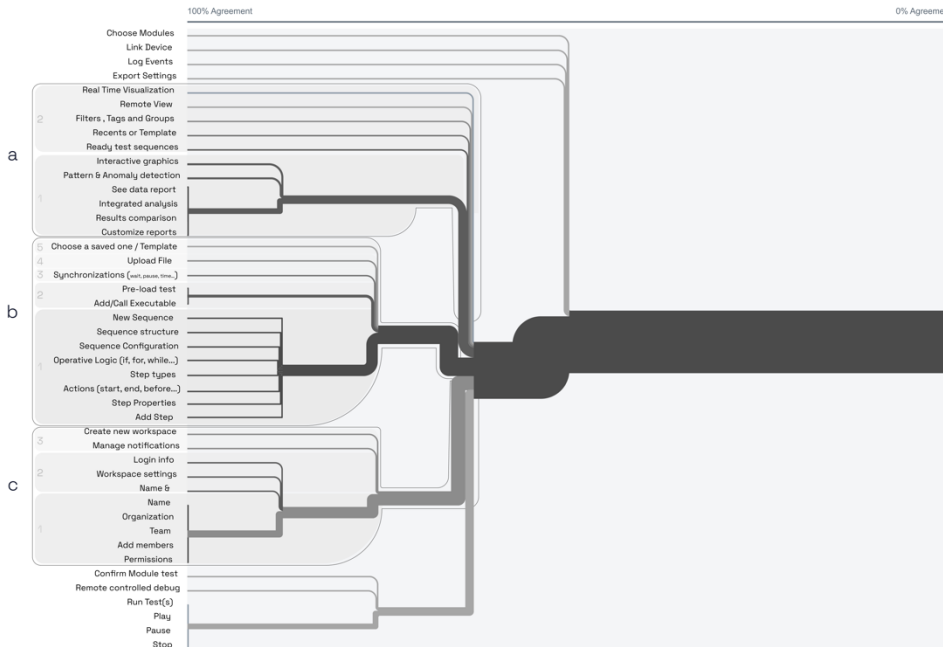 100% Agreement
0% Agreeme
Choose Modules
Link Device
Log Events
Export Settings
Real Time Visualization
Remote View
2
Filters , Tags and Groups
Recents or Template
Ready test sequences
a
Interactive graphics
Pattern & Anomaly detection
See data report
1
Integrated analysis
Results comparison
Customize reports
5
Choose a saved one / Template
4
Upload File
3
Synchronizations (wait, pause, time..)
Pre-load test
2
Add/Call Executable
b
New Sequence
Sequence structure
Sequence Configuration
Operative Logic (if, for, while...)
1
Step types
Actions (start, end, before...)
Step Properties
Add Step
Create new workspace
3
Manage notifications
Login info
2
Workspace settings
c
Name &
Name
Organization
1
Team
Add members
Permissions
Confirm Module test
Remote controlled debug
Run Test(s)
Play
Pause
Stop